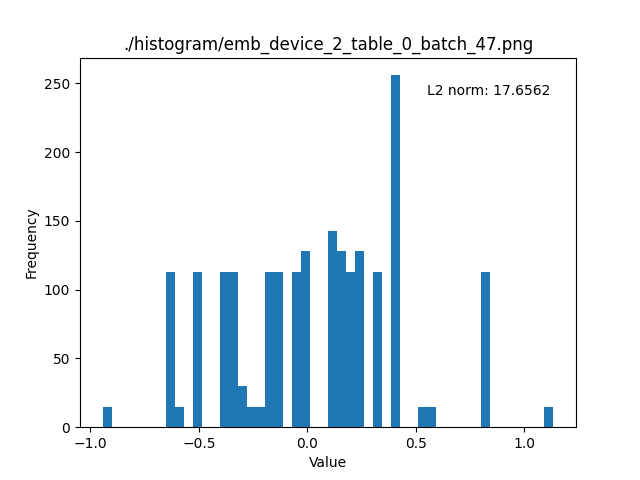 ./histogram/emb_device_2_table_0_batch_47.png
L2 norm: 17.6562
250
200
150
100
50
0
Frequency
−1.0 −0.5 0.0 0.5 1.0
Value